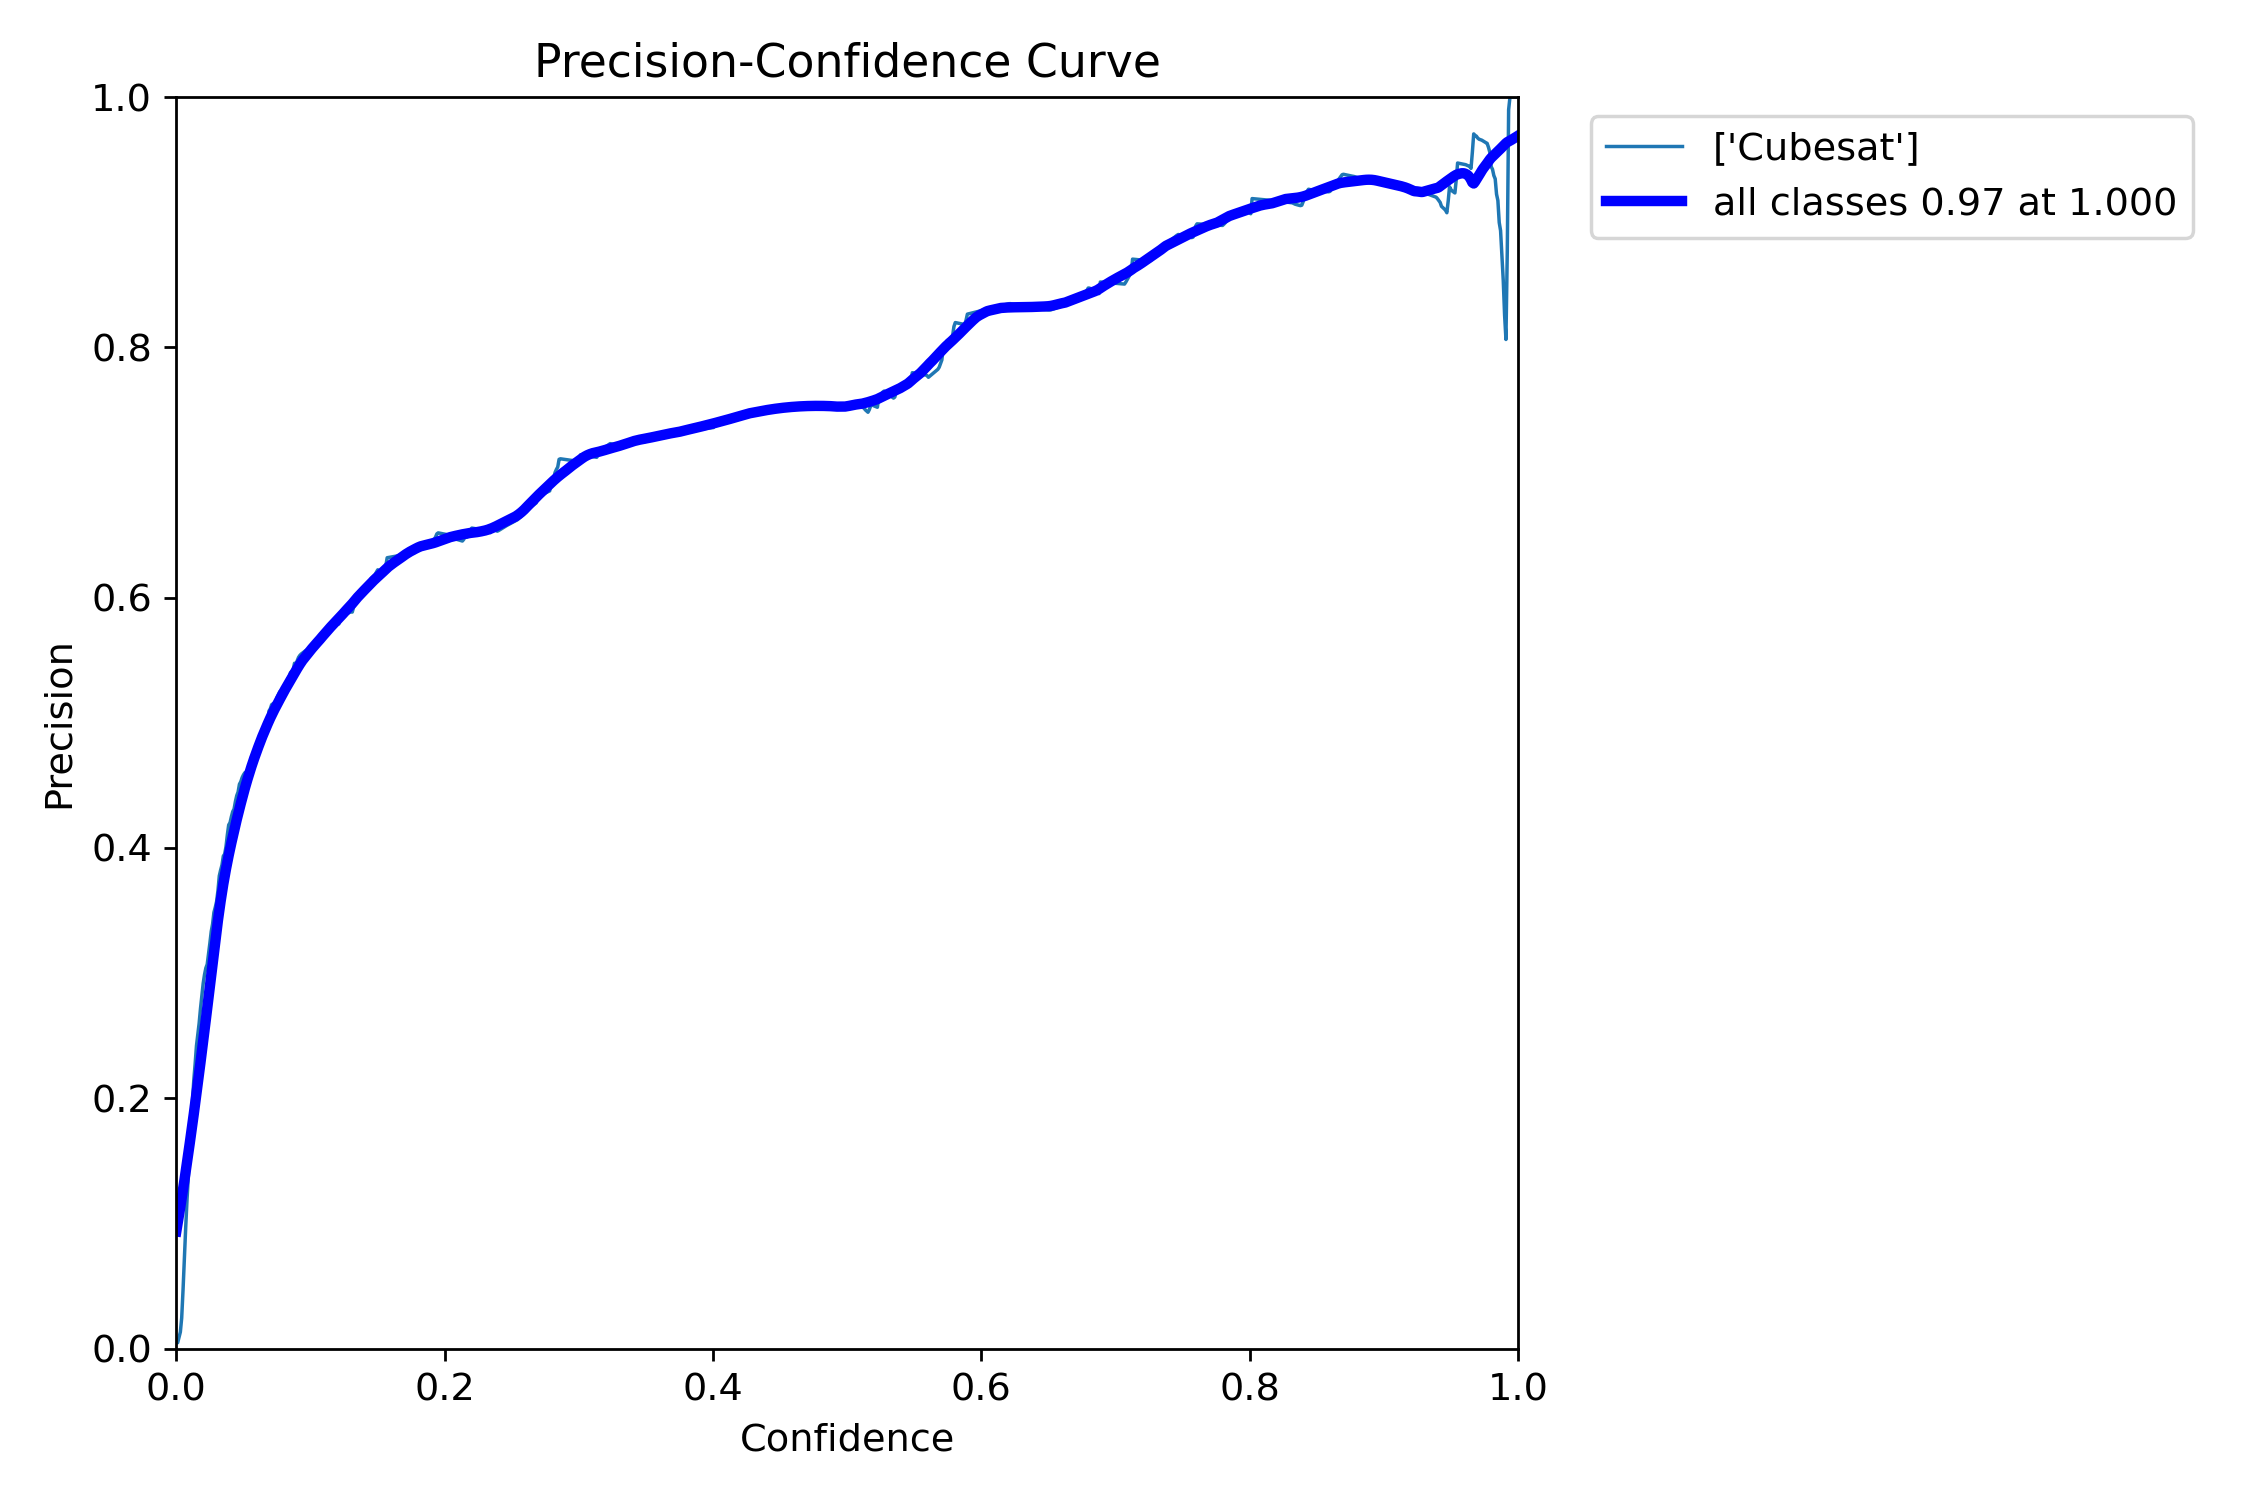 Precision-Confidence Curve
1.0
0.8
0.6
0.4
0.2
0.0
Precision
0.0 0.2 0.4 0.6 0.8 1.0
Confidence
['Cubesat']
all classes 0.97 at 1.000